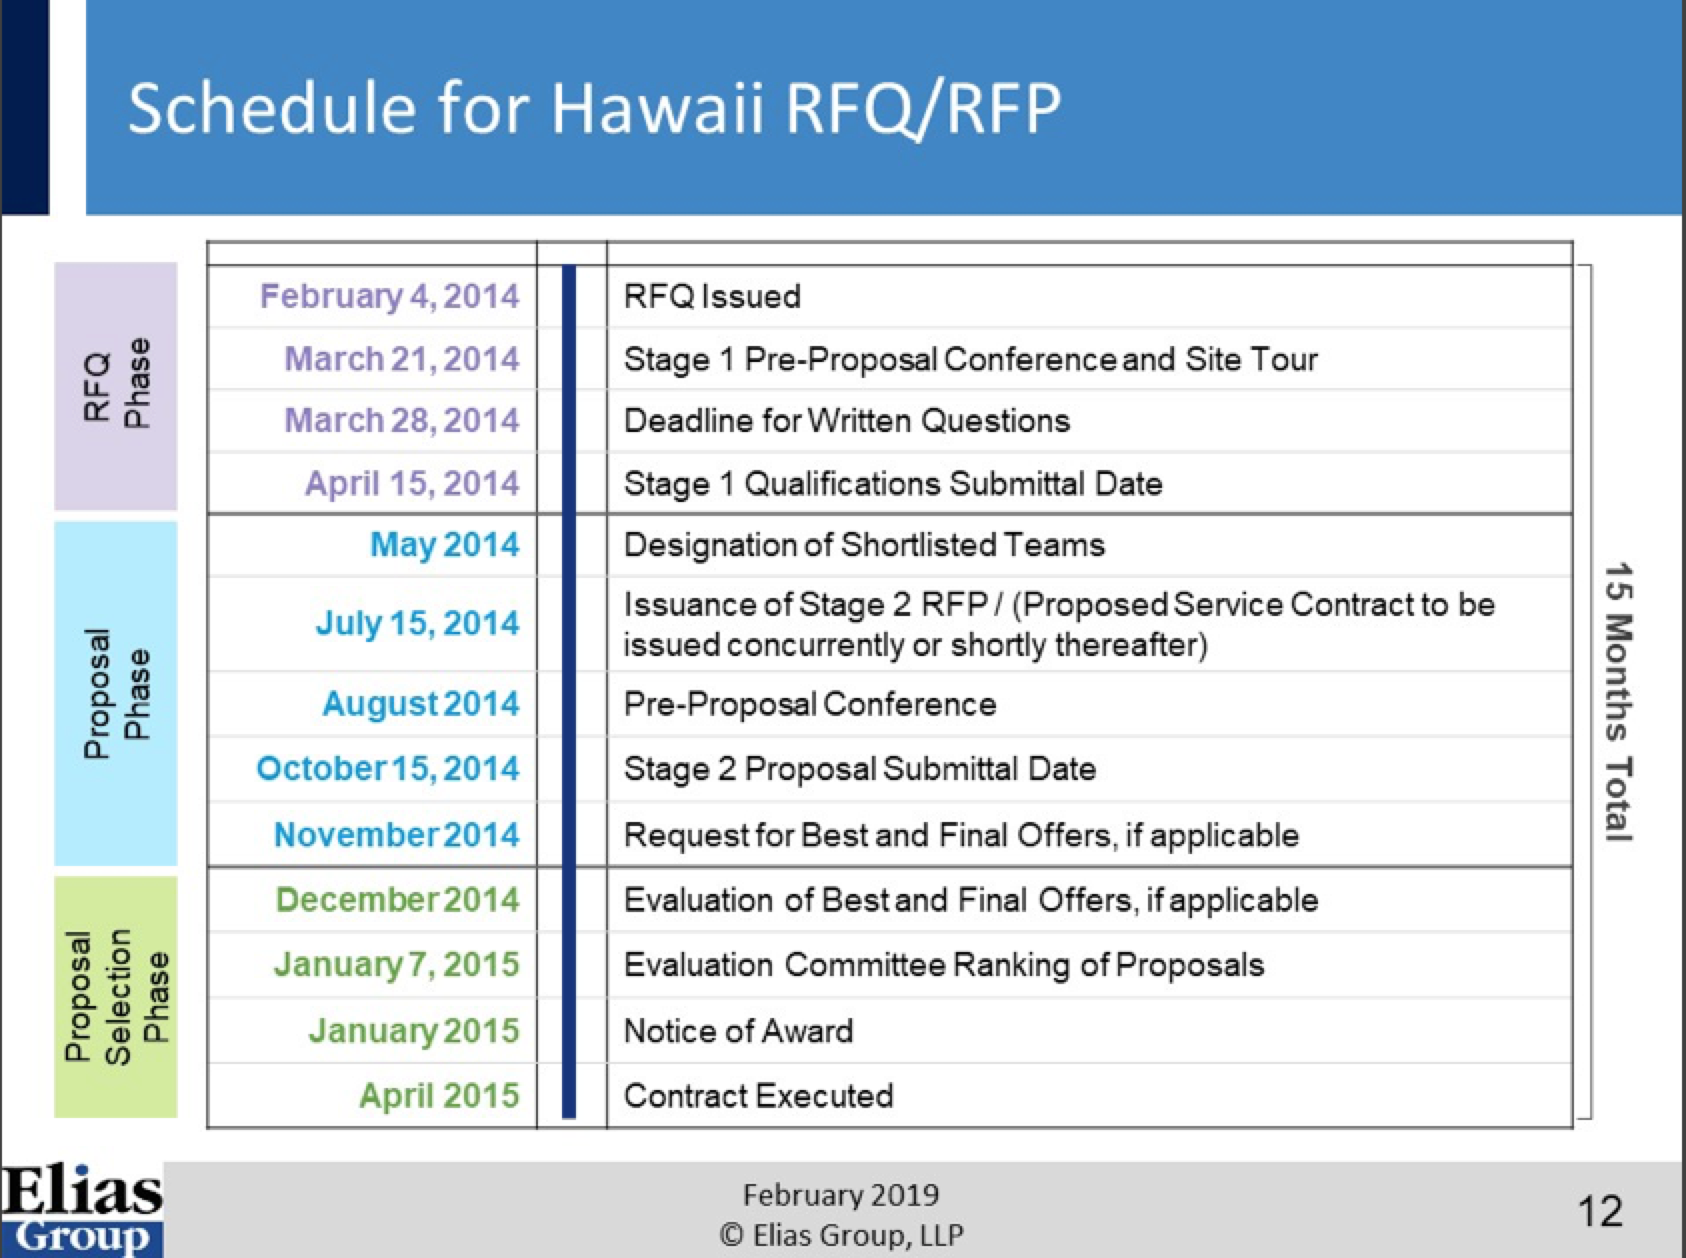 Schedule for Hawaii RFQ/RFP
RFQ
Phase
February 4, 2014 RFQ Issued
March 21, 2014 Stage 1 Pre-Proposal Conference and Site Tour
March 28, 2014 Deadline for Written Questions
April 15, 2014 Stage 1 Qualifications Submittal Date
Proposal
Phase
May 2014 Designation of Shortlisted Teams
July 15, 2014 Issuance of Stage 2 RFP / (Proposed Service Contract to be
issued concurrently or shortly thereafter)
August 2014 Pre-Proposal Conference
October 15, 2014 Stage 2 Proposal Submittal Date
November 2014 Request for Best and Final Offers, if applicable
Proposal
Selection
Phase
December 2014 Evaluation of Best and Final Offers, if applicable
January 7, 2015 Evaluation Committee Ranking of Proposals
January 2015 Notice of Award
April 2015 Contract Executed
15 Months Total
Elias
Group
February 2019
© Elias Group, LLP
12